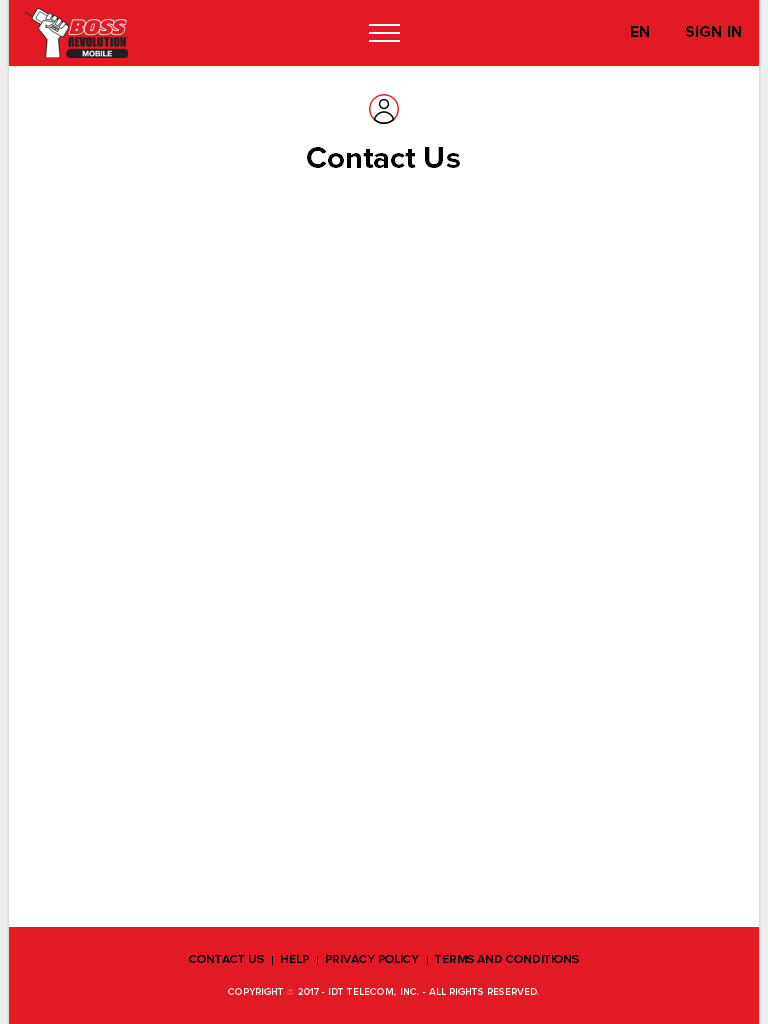 BOSS
REVOLUTION
MOBILE
EN SIGN IN
Contact Us
CONTACT US | HELP | PRIVACY POLICY | TERMS AND CONDITIONS
COPYRIGHT © 2017 - IDT TELECOM, INC. - ALL RIGHTS RESERVED.